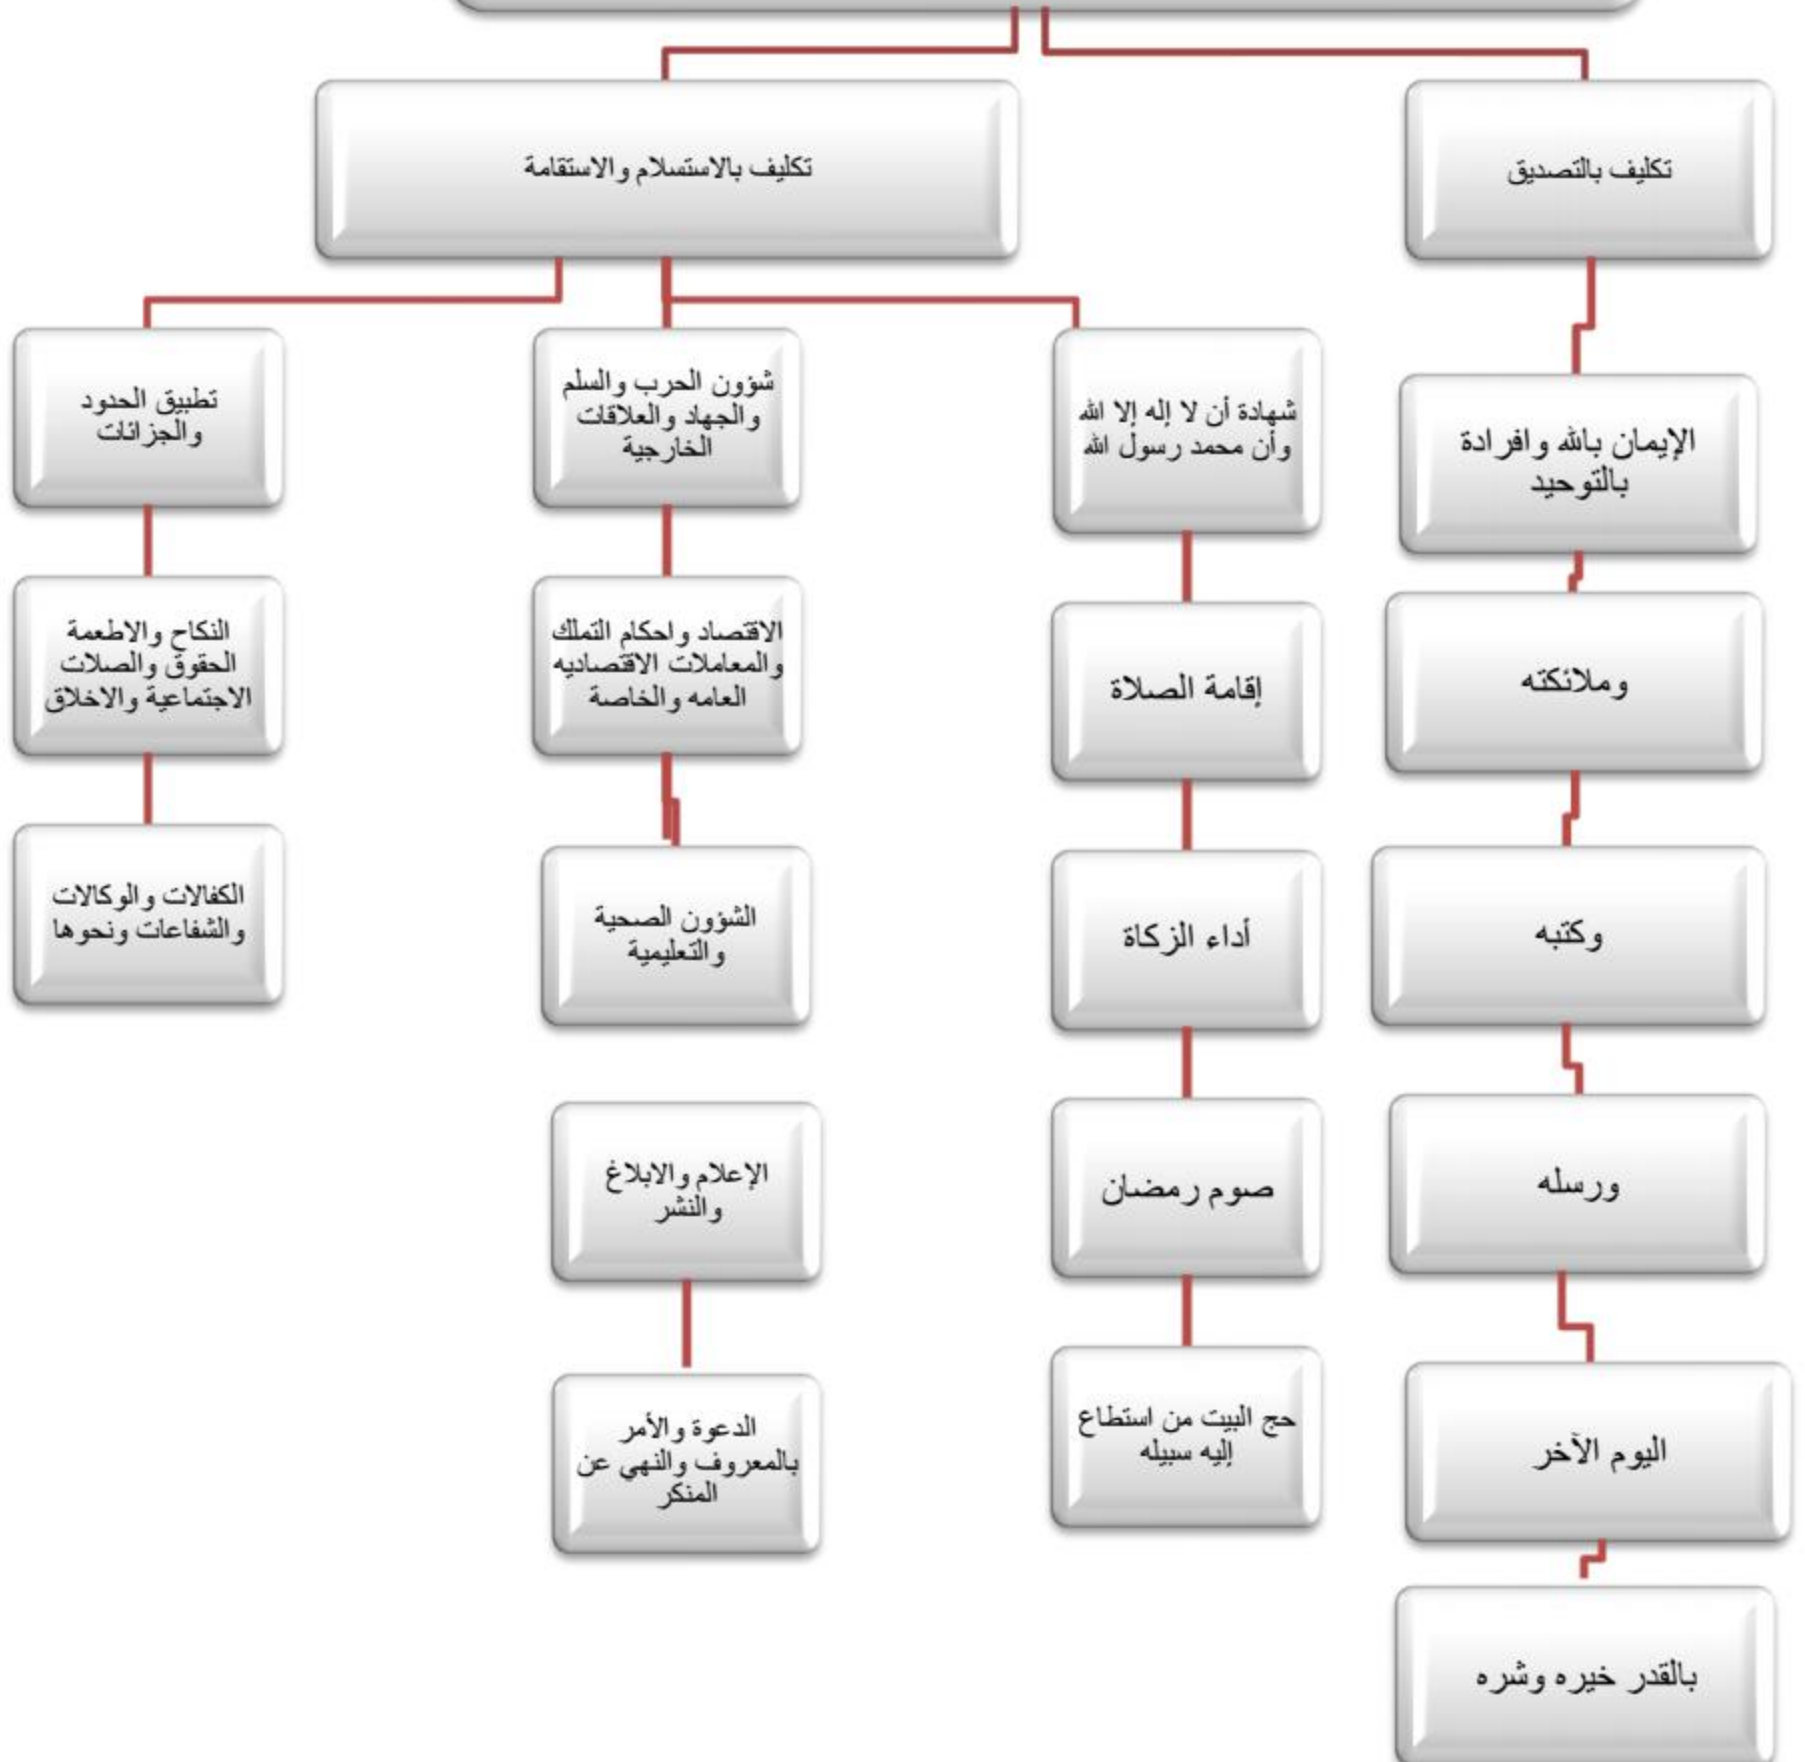 تكليف بالتصديق
تكليف بالاستسلام والاستقامة
الإيمان بالله وافرادة
بالتوحيد
وملائكته
وكتبه
ورسله
اليوم الآخر
بالقدر خيره وشره
شهادة أن لا إله إلا الله
وأن محمد رسول الله
إقامة الصلاة
أداء الزكاة
صوم رمضان
حج البيت من استطاع
إليه سبيله
شؤون الحرب والسلم
والجهاد والعلاقات
الخارجية
الاقتصاد واحكام التملك
والمعاملات الاقتصاديه
العامه والخاصة
الشؤون الصحية
والتعليمية
الإعلام والابلاغ
والنشر
الدعوة والأمر
بالمعروف والنهي عن
المنكر
تطبيق الحدود
والجزائات
النكاح والاطعمة
الحقوق والصلات
الاجتماعية والاخلاق
الكفالات والوكالات
والشفاعات ونحوها